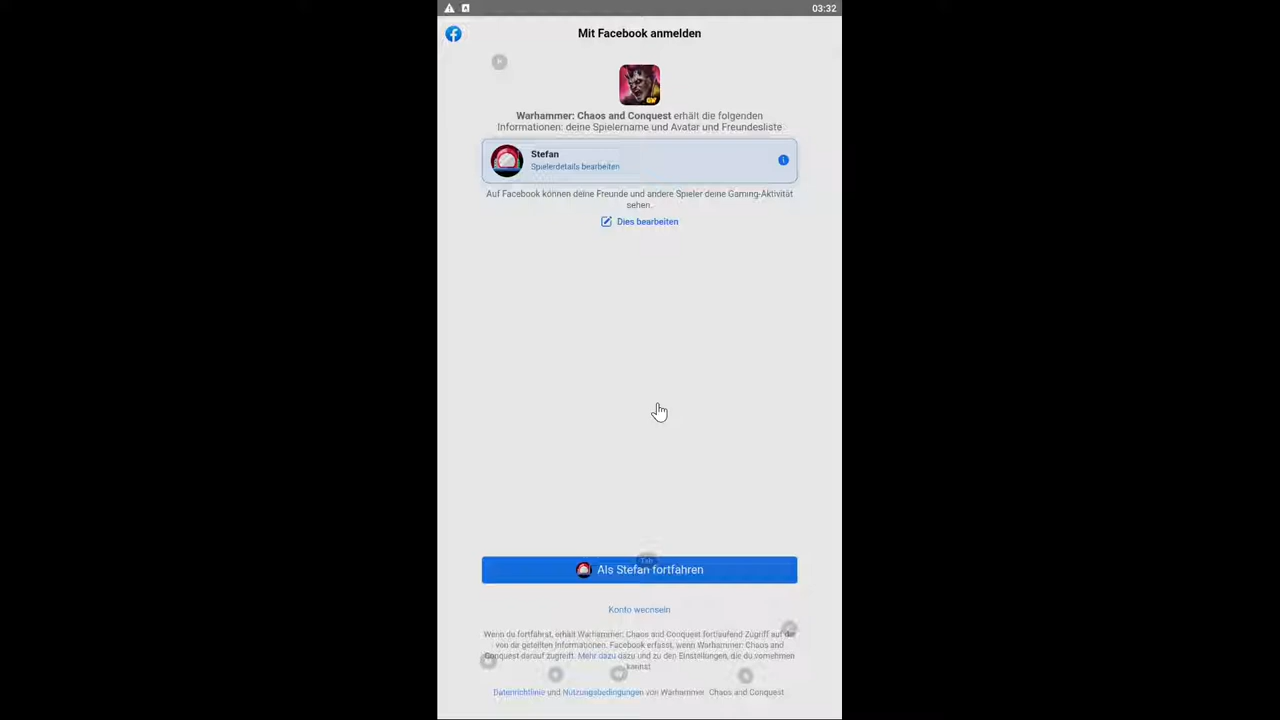 03:32
Mit Facebook anmelden
GW
Warhammer: Chaos and Conquest erhält die folgenden
Informationen: deine Spielername und Avatar und Freundesliste
Stefan
Spielerdetails bearbeiten
Auf Facebook können deine Freunde und andere Spieler deine Gaming-Aktivität
sehen.
Dies bearbeiten
Tab
Als Stefan fortfahren
Konto wechseln
Wenn du fortfährst, erhält Warhammer: Chaos and Conquest fortlaufend Zugriff auf die
von dir geteilten Informationen. Facebook erfasst, wenn Warhammer: Chaos and
Conquest darauf zugreift. Mehr dazu dazu und zu den Einstellungen, die du vornehmen
kannst
Datenrichtlinie und Nutzungsbedingungen von Warhammer: Chaos and Conquest